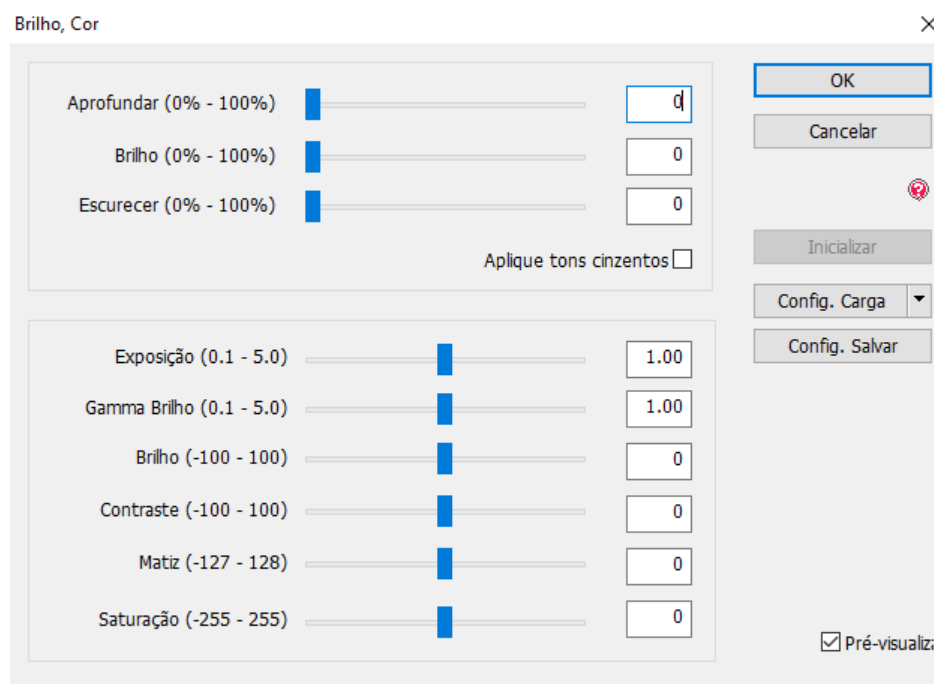 Brilho, Cor
Aprofundar (0% - 100%) 0
Brilho (0% - 100%) 0
Escurecer (0% - 100%) 0
Aplique tons cinzentos
Exposição (0.1 - 5.0) 1.00
Gamma Brilho (0.1 - 5.0) 1.00
Brilho (-100 - 100) 0
Contraste (-100 - 100) 0
Matiz (-127 - 128) 0
Saturação (-255 - 255) 0
OK
Cancelar
?
Inicializar
Config. Carga
Config. Salvar
Pré-visualiza